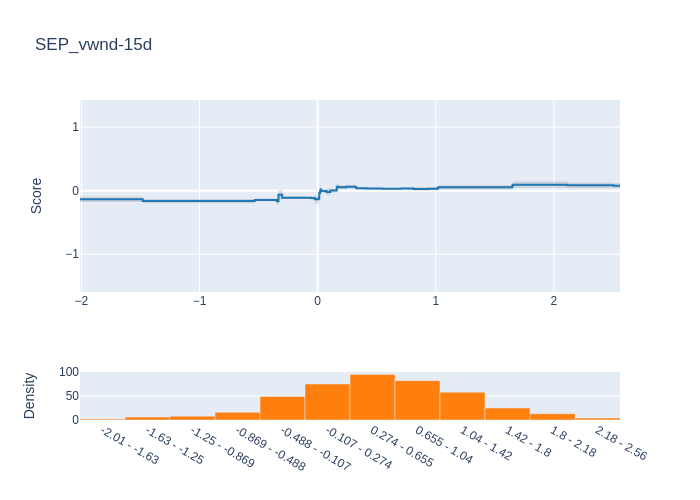 SEP_vwnd-15d
1
0
−1
Score
−2
−1
0
1
2
100
50
0
Density
-2.01 - -1.63
-1.63 - -1.25
-1.25 - -0.869
-0.869 - -0.488
-0.488 - -0.107
-0.107 - 0.274
0.274 - 0.655
0.655 - 1.04
1.04 - 1.42
1.42 - 1.8
1.8 - 2.18
2.18 - 2.56